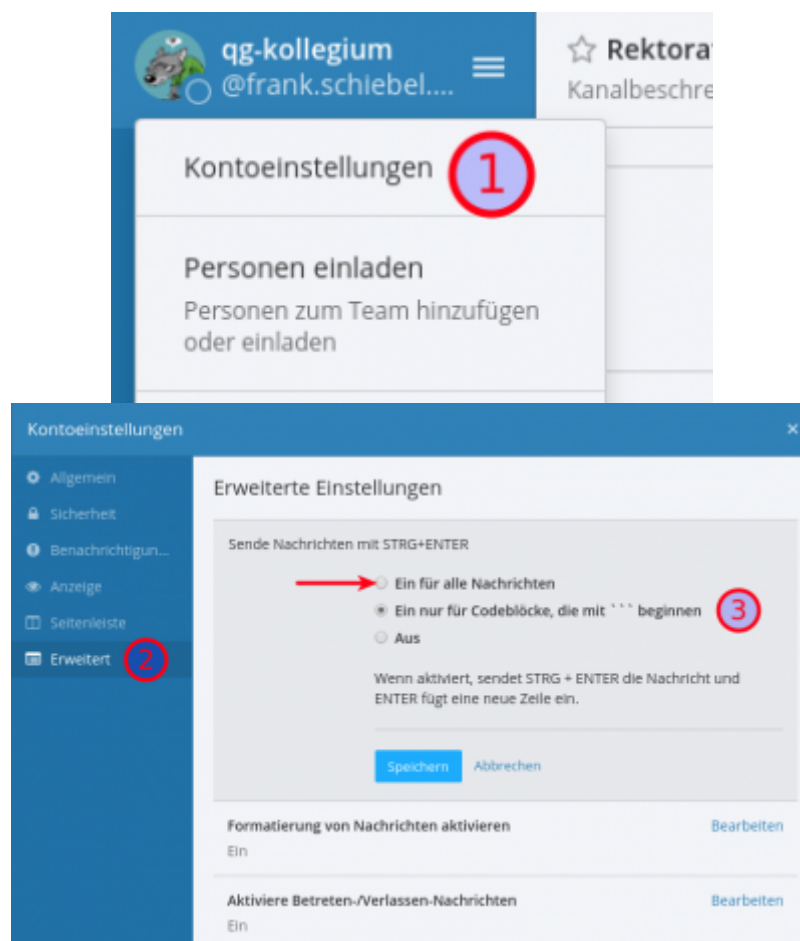 qg-kollegium
@frank.schiebel....
Rektora
Kanalbeschre
Kontoeinstellungen
1
Personen einladen
Personen zum Team hinzufügen
oder einladen
Kontoeinstellungen
×
Allgemein
Sicherheit
Benachrichtigun...
Anzeige
Seitenleiste
Erweitert
2
Erweiterte Einstellungen
Sende Nachrichten mit STRG+ENTER
Ein für alle Nachrichten
Ein nur für Codeblöcke, die mit ``` beginnen
3
Aus
Wenn aktiviert, sendet STRG + ENTER die Nachricht und
ENTER fügt eine neue Zeile ein.
Speichern Abbrechen
Formatierung von Nachrichten aktivieren Bearbeiten
Ein
Aktiviere Betreten-/Verlassen-Nachrichten Bearbeiten
Ein